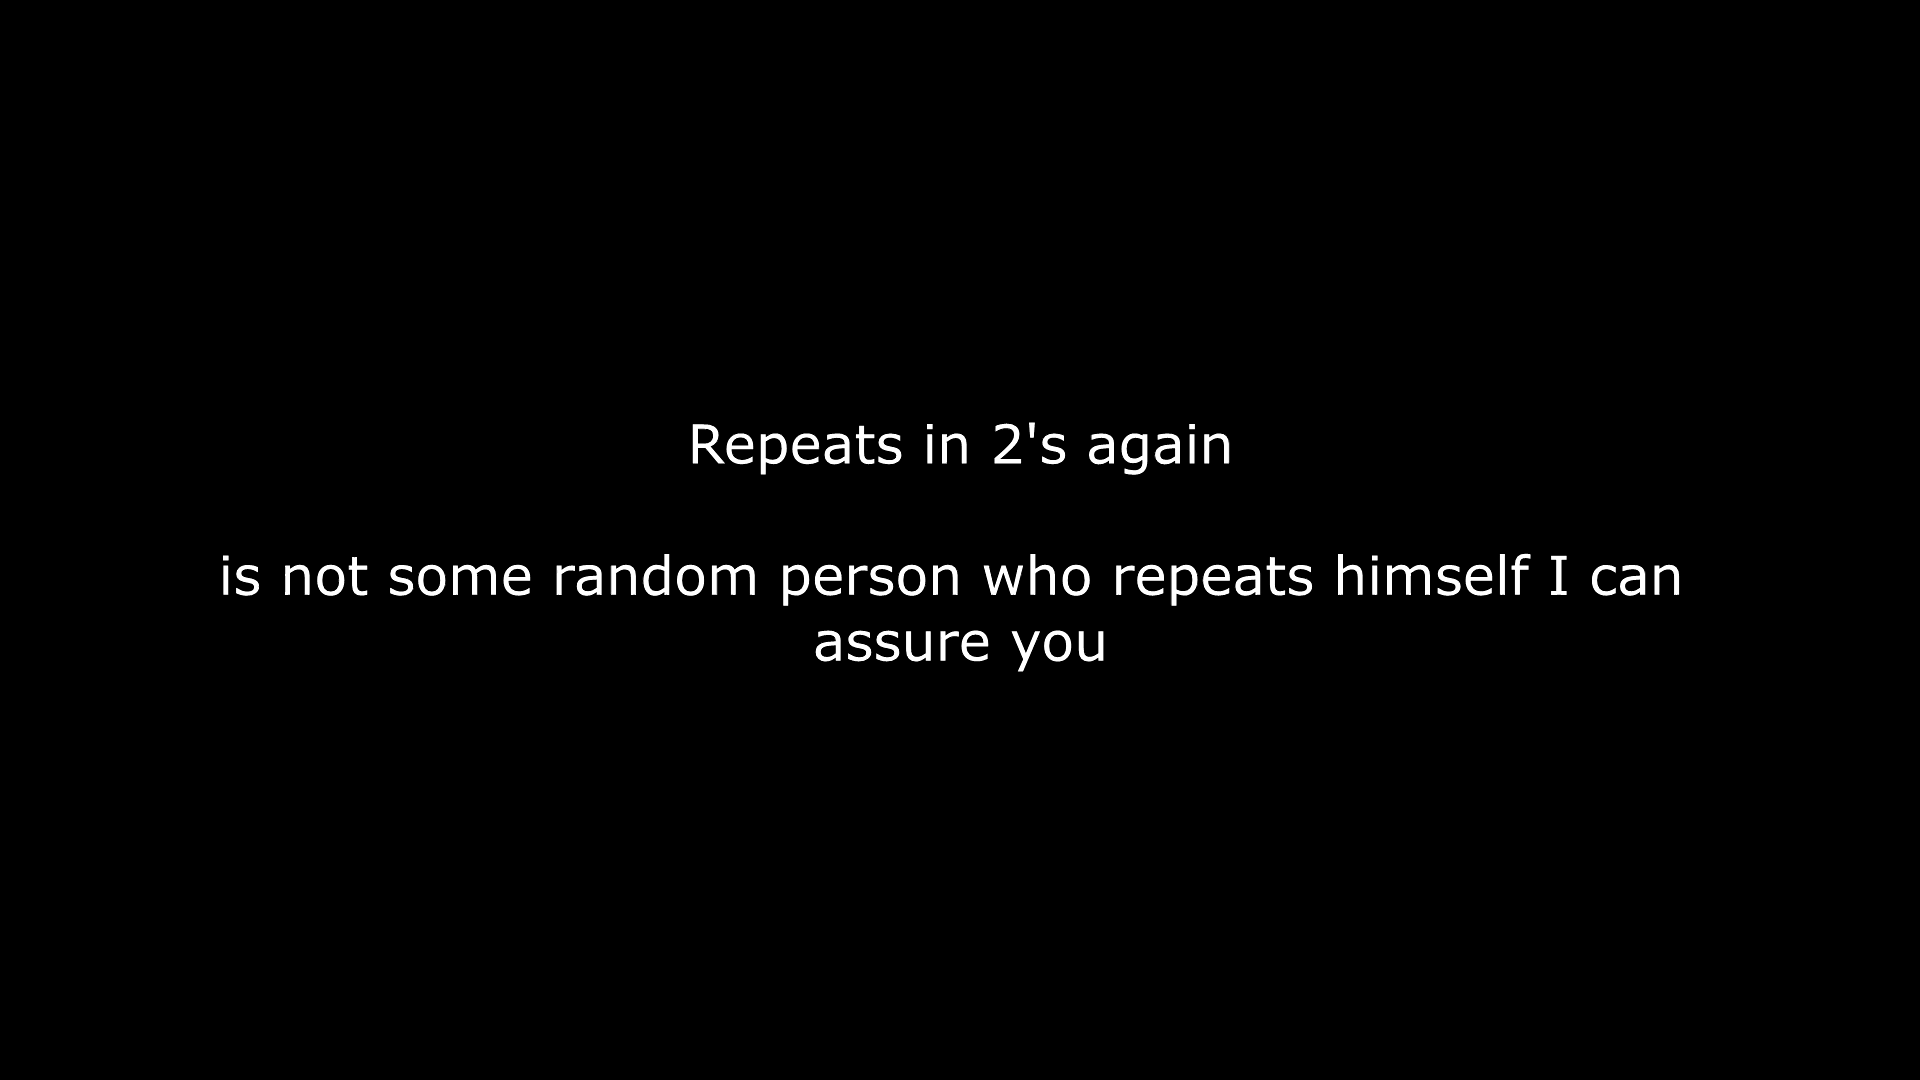 Repeats in 2's again
is not some random person who repeats himself I can
assure you